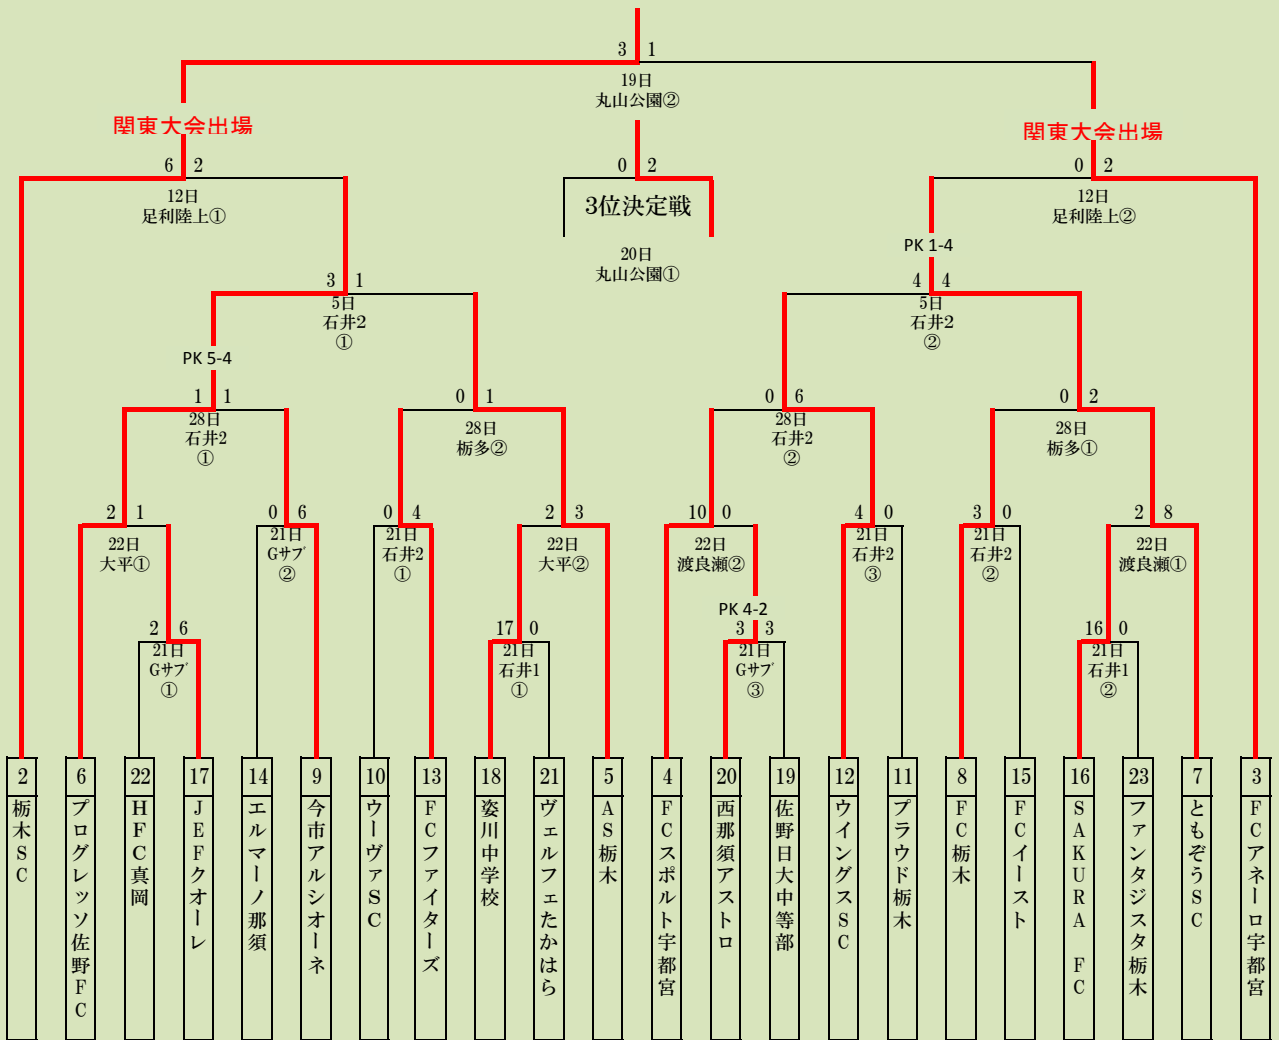 3 1
19日
丸山公園②
関東大会出場
関東大会出場
6 2
0 2
0 2
12日
足利陸上①
3位決定戦
12日
足利陸上②
20日
丸山公園①
PK 1-4
3 1
4 4
5日
石井2
①
5日
石井2
②
PK 5-4
1 1
0 1
0 6
0 2
28日
石井2
①
28日
栃多②
28日
石井2
②
28日
栃多①
2 1
0 6
0 4
2 3
10 0
4 0
3 0
2 8
22日
大平①
21日
Gサブ
②
21日
石井2
①
22日
大平②
22日
渡良瀬②
21日
石井2
③
21日
石井2
②
22日
渡良瀬①
PK 4-2
2 6
17 0
3 3
16 0
21日
Gサブ
①
21日
石井1
①
21日
Gサブ
③
21日
石井1
②
2
栃木SC
6
プログレッソ佐野FC
22
HFC真岡
17
JEFクオーレ
14
エルマーノ那須
9
今市アルシオーネ
10
ウーヴァSC
13
FCファイターズ
18
姿川中学校
21
ヴェルフェたかはら
5
AS栃木
4
FCスポルト宇都宮
20
西那須アストロ
19
佐野日大中等部
12
ウイングスSC
11
プラウド栃木
8
FC栃木
15
FCイースト
16
SAKURA FC
23
ファンタジスタ栃木
7
ともぞうSC
3
FCアネーロ宇都宮